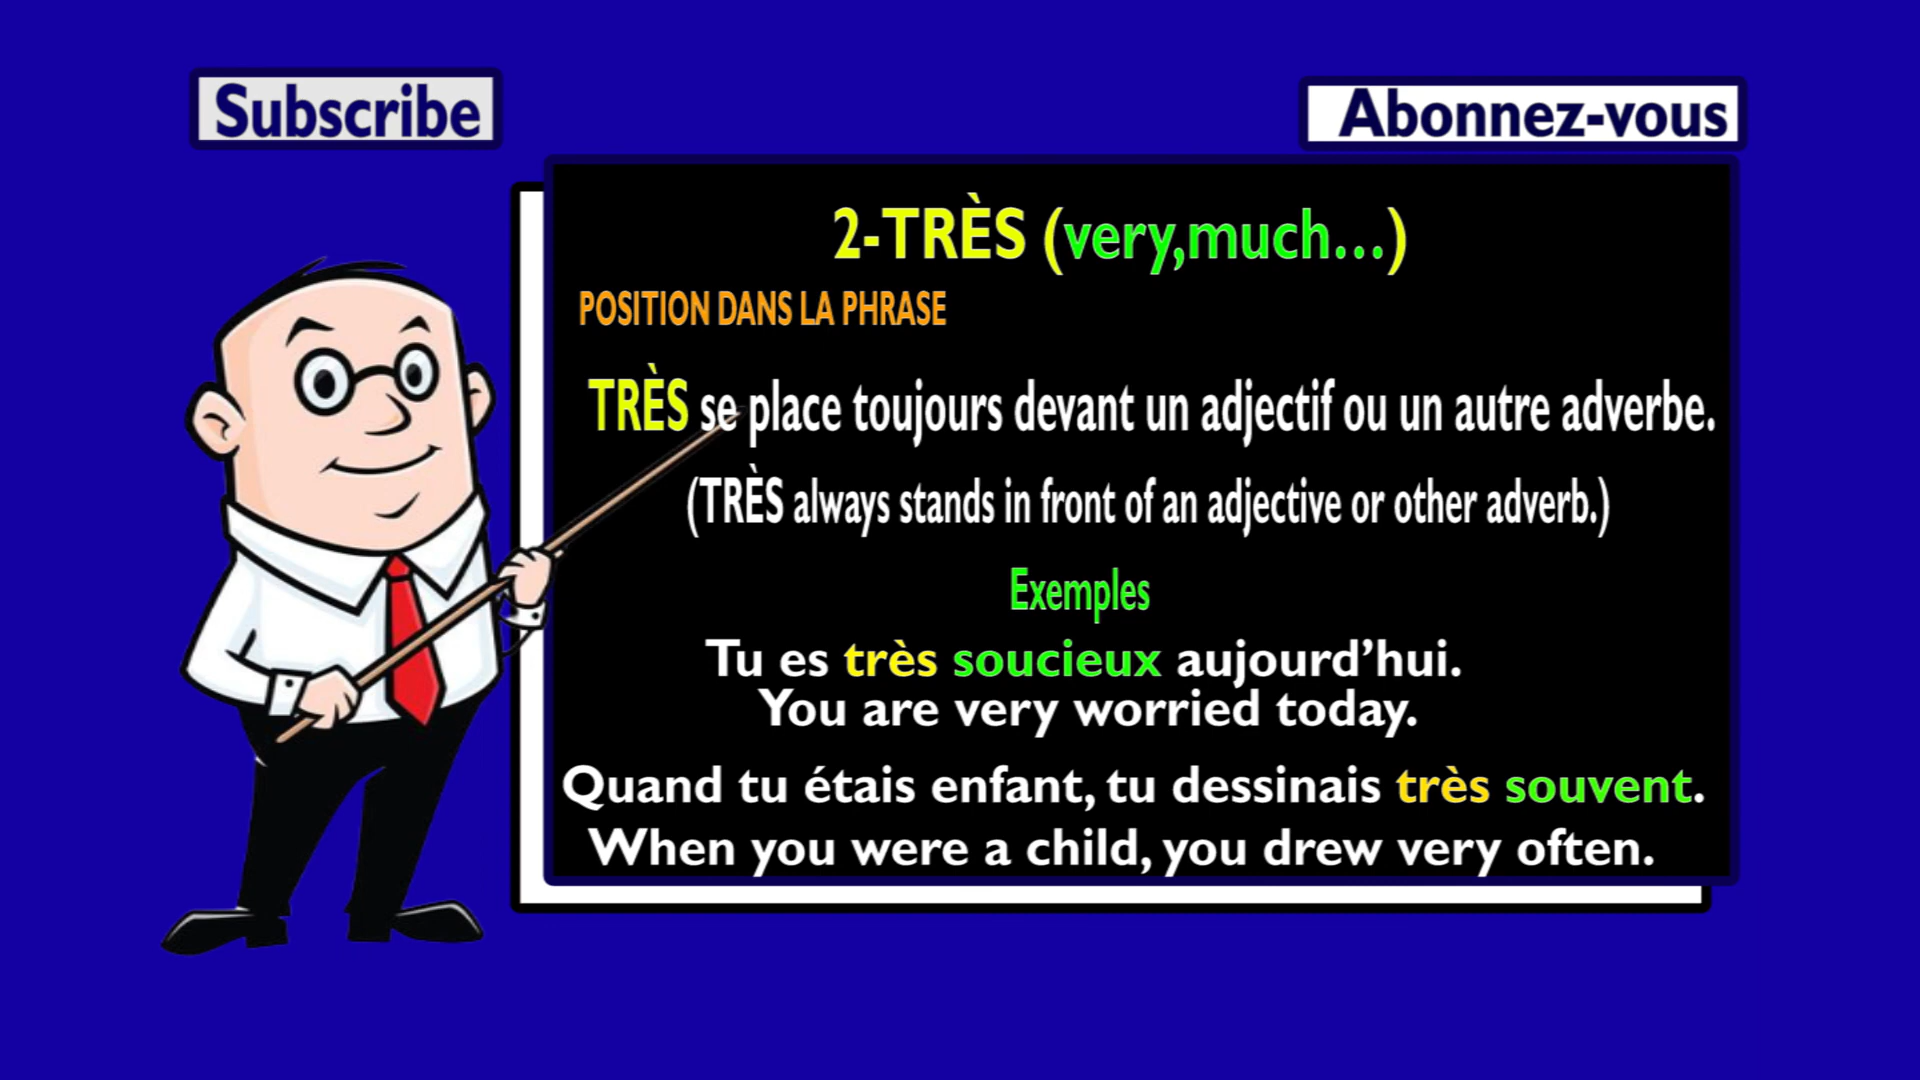 Subscribe
Abonnez-vous
2-TRÈS (very,much...)
POSITION DANS LA PHRASE
TRÈS se place toujours devant un adjectif ou un autre adverbe.
(TRÈS always stands in front of an adjective or other adverb.)
Exemples
Tu es très soucieux aujourd’hui.
You are very worried today.
Quand tu étais enfant, tu dessinais très souvent.
When you were a child, you drew very often.